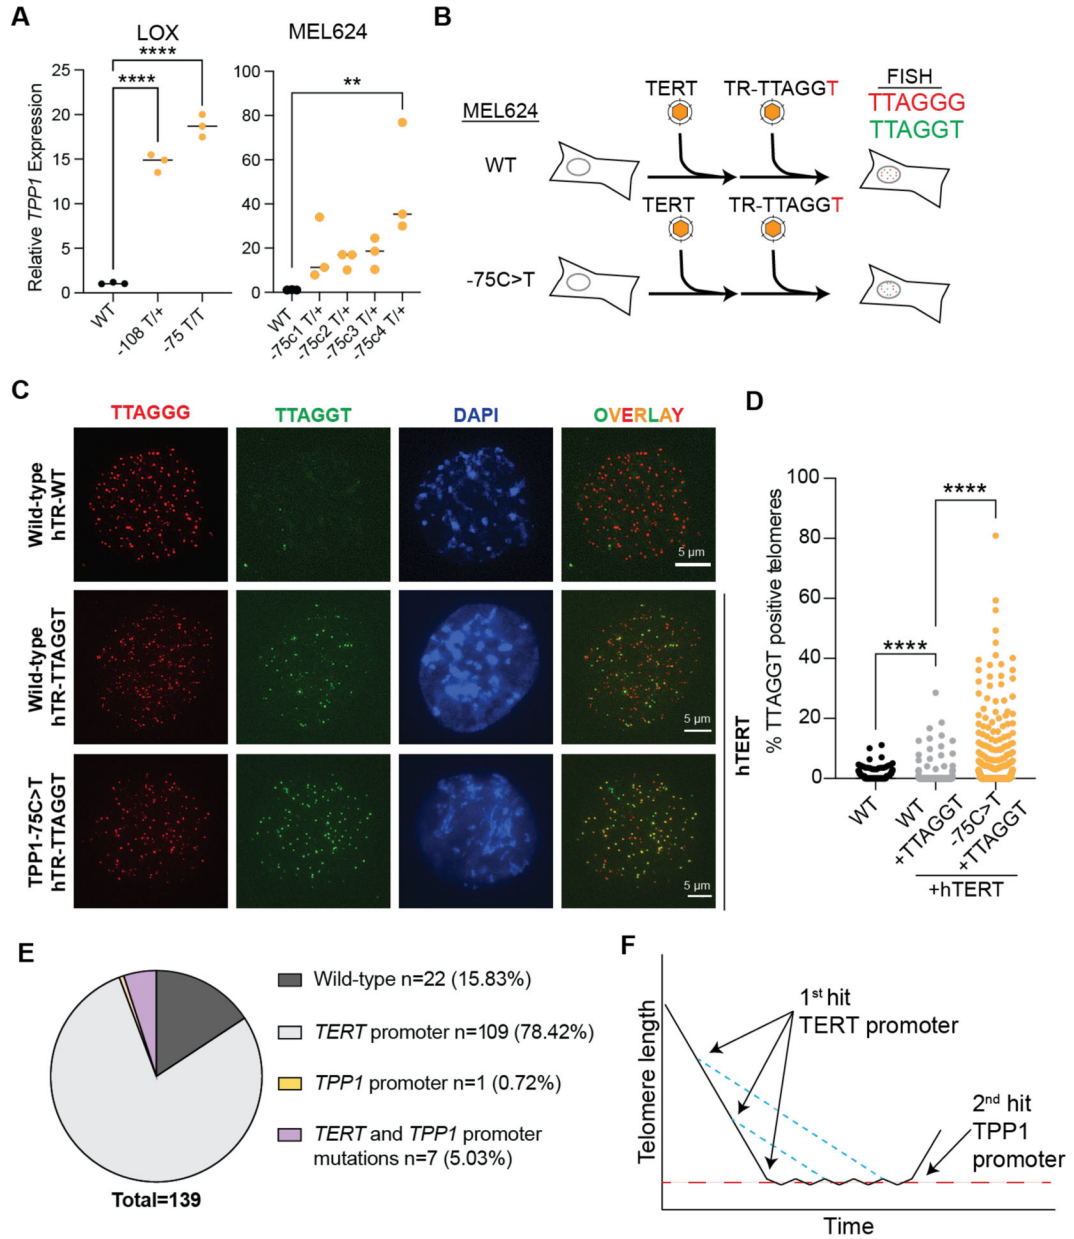 A
LOX
MEL624
Relative TPP1 Expression
25
20
15
10
5
0
****
****
WT
-108 T/+
-75 T/T
100
80
60
40
20
0
**
WT
-75c1 T/+
-75c2 T/+
-75c3 T/+
-75c4 T/+
B
MEL624
TERT
TR-TTAGGT
FISH
TTAGGG
TTAGGT
WT
TERT
TR-TTAGGT
-75C>T
C
TTAGGG
TTAGGT
DAPI
OVERLAY
Wild-type
hTR-WT
5 µm
Wild-type
hTR-TTAGGT
5 µm
TPP1-75C>T
hTR-TTAGGT
5 µm
hTERT
D
% TTAGGT positive telomeres
100
80
60
40
20
0
****
****
WT
WT
+TTAGGT
-75C>T
+TTAGGT
+hTERT
E
Wild-type n=22 (15.83%)
TERT promoter n=109 (78.42%)
TPP1 promoter n=1 (0.72%)
TERT and TPP1 promoter
mutations n=7 (5.03%)
Total=139
F
Telomere length
1st hit
TERT promoter
2nd hit
TPP1
promoter
Time